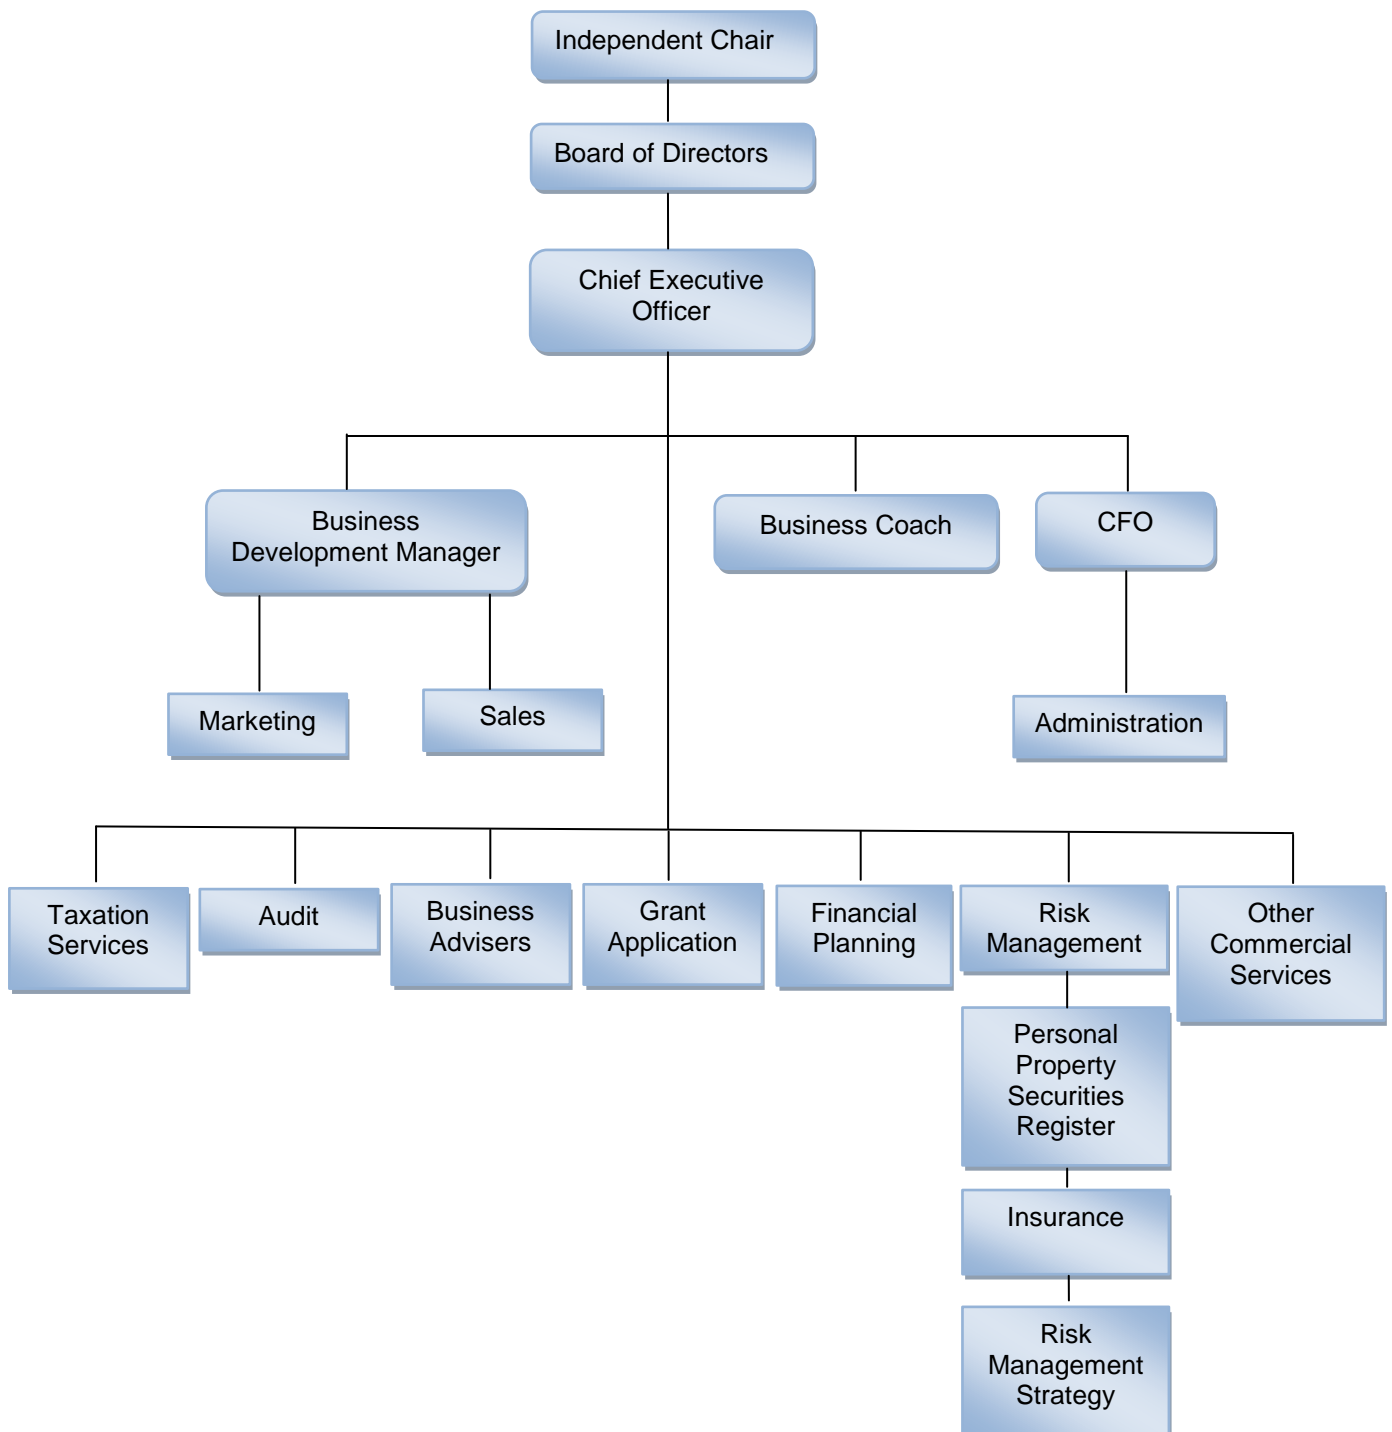 Independent Chair
Board of Directors
Chief Executive
Officer
Business
Development Manager
Business Coach
CFO
Marketing
Sales
Administration
Taxation
Services
Audit
Business
Advisers
Grant
Application
Financial
Planning
Risk
Management
Other
Commercial
Services
Personal
Property
Securities
Register
Insurance
Risk
Management
Strategy